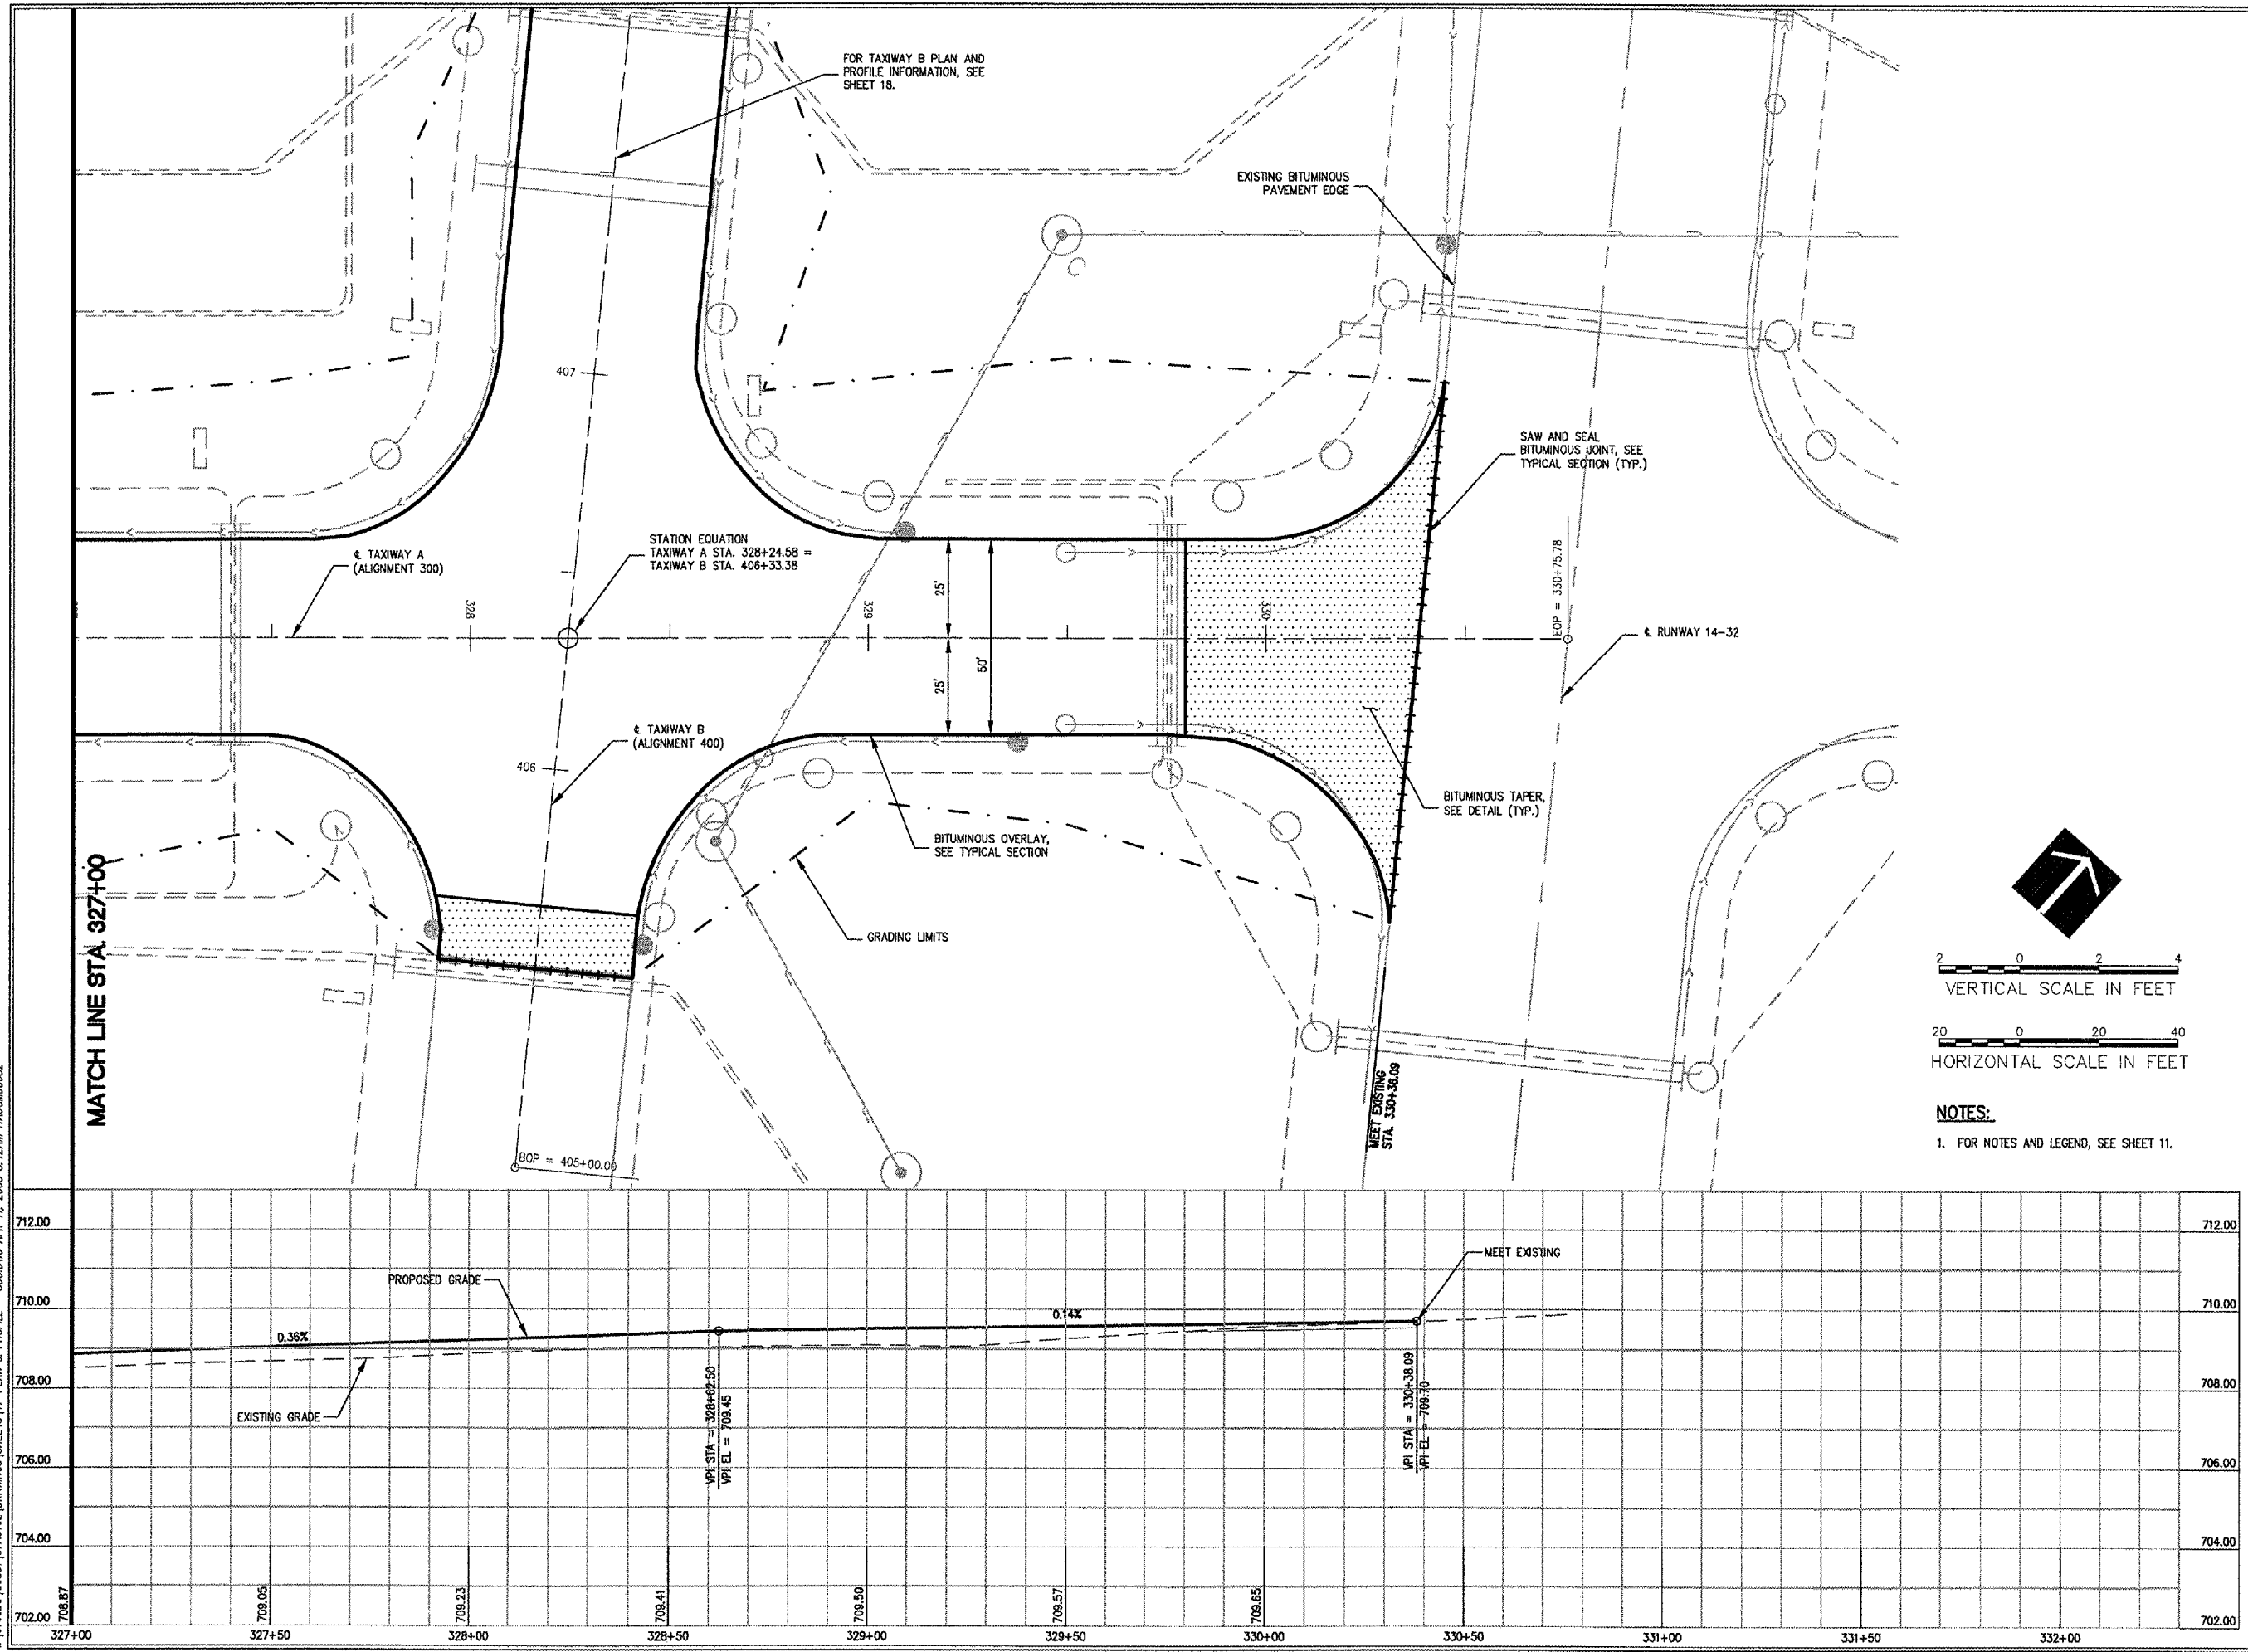 FOR TAXIWAY B PLAN AND
PROFILE INFORMATION, SEE
SHEET 18.
EXISTING BITUMINOUS
PAVEMENT EDGE
407
SAW AND SEAL
BITUMINOUS JOINT, SEE
TYPICAL SECTION (TYP.)
℄ TAXIWAY A
(ALIGNMENT 300)
STATION EQUATION
TAXIWAY A STA. 328+24.58 =
TAXIWAY B STA. 406+33.38
328
329
330
25'
25'
50'
EOP = 330+75.78
℄ RUNWAY 14-32
℄ TAXIWAY B
(ALIGNMENT 400)
406
BITUMINOUS TAPER,
SEE DETAIL (TYP.)
BITUMINOUS OVERLAY,
SEE TYPICAL SECTION
GRADING LIMITS
MATCH LINE STA. 327+00
BOP = 405+00.00
MEET EXISTING
STA. 330+38.09
2 0 2 4
VERTICAL SCALE IN FEET
20 0 20 40
HORIZONTAL SCALE IN FEET
NOTES:
1. FOR NOTES AND LEGEND, SEE SHEET 11.
712.00 712.00
710.00 710.00
708.00 708.00
706.00 706.00
704.00 704.00
702.00 702.00
PROPOSED GRADE
MEET EXISTING
0.36%
0.14%
EXISTING GRADE
VPI STA = 328+62.50
VPI EL = 709.45
VPI STA = 330+38.09
VPI EL = 709.70
708.87 709.05 709.23 709.41 709.50 709.57 709.65
327+00 327+50 328+00 328+50 329+00 329+50 330+00 330+50 331+00 331+50 332+00